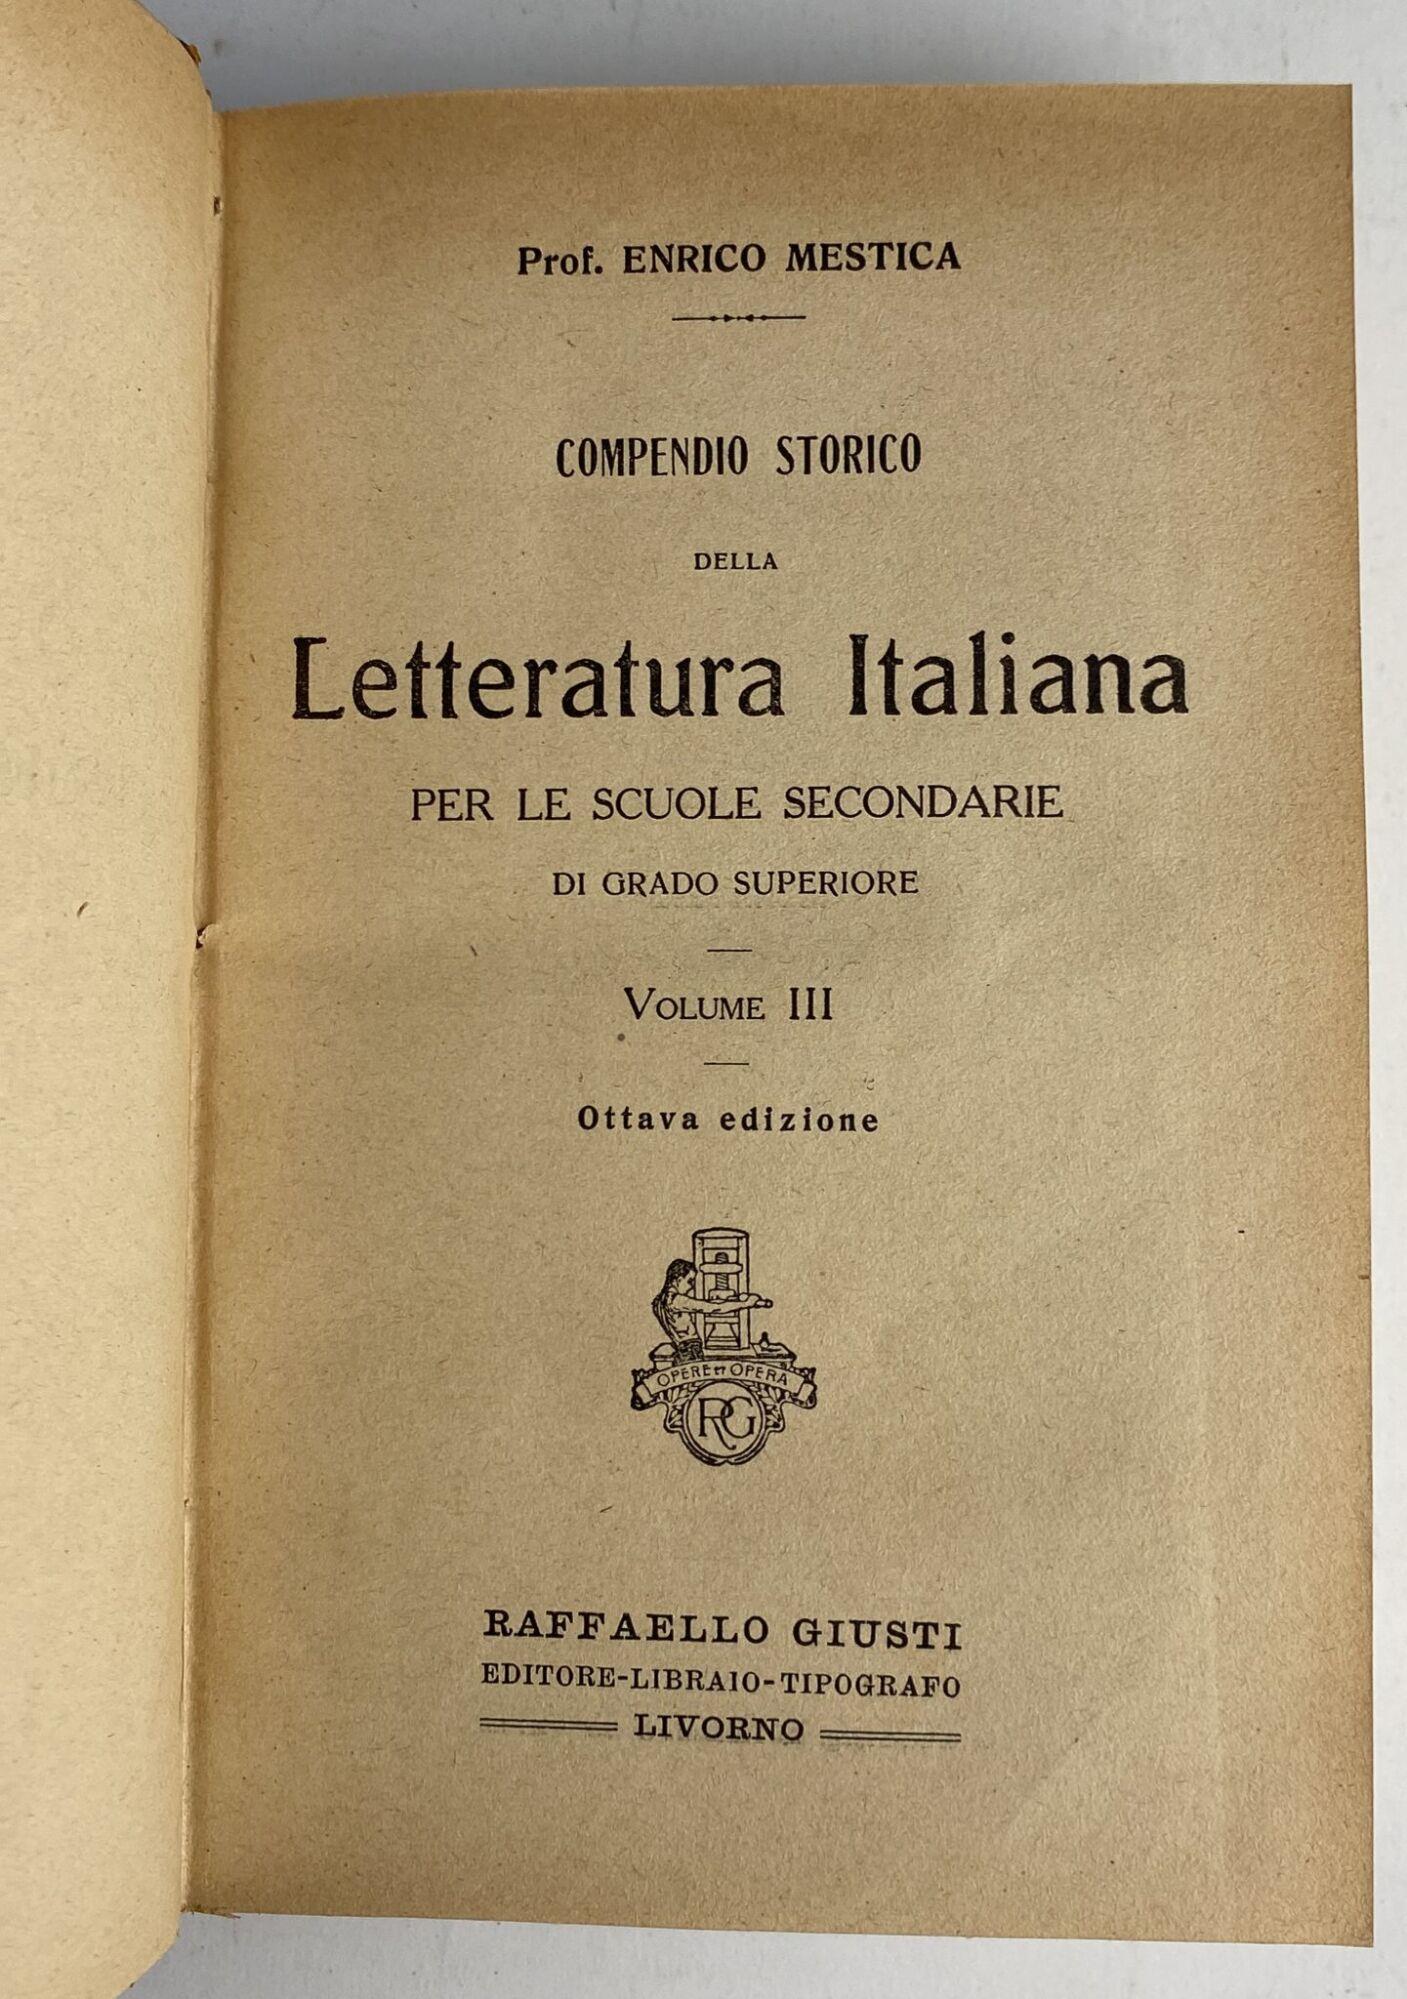 Prof. ENRICO MESTICA
COMPENDIO STORICO
DELLA
Letteratura Italiana
PER LE SCUOLE SECONDARIE
DI GRADO SUPERIORE
VOLUME III
Ottava edizione
OPERE ET OPERA
RG
RAFFAELLO GIUSTI
EDITORE-LIBRAIO-TIPOGRAFO
LIVORNO